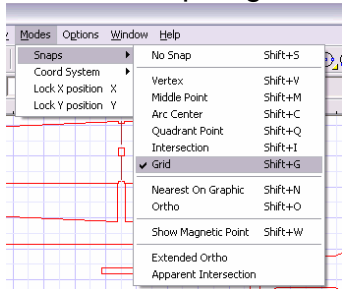 Modes Options Window Help
Snaps
Coord System
Lock X position X
Lock Y position Y
No Snap Shift+S
Vertex Shift+V
Middle Point Shift+M
Arc Center Shift+C
Quadrant Point Shift+Q
Intersection Shift+I
Grid Shift+G
Nearest On Graphic Shift+N
Ortho Shift+O
Show Magnetic Point Shift+W
Extended Ortho
Apparent Intersection